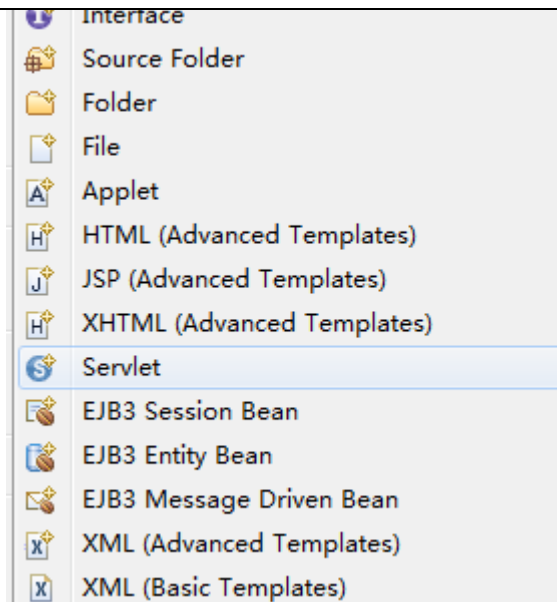 Interface
Source Folder
Folder
File
Applet
HTML (Advanced Templates)
JSP (Advanced Templates)
XHTML (Advanced Templates)
Servlet
EJB3 Session Bean
EJB3 Entity Bean
EJB3 Message Driven Bean
XML (Advanced Templates)
XML (Basic Templates)